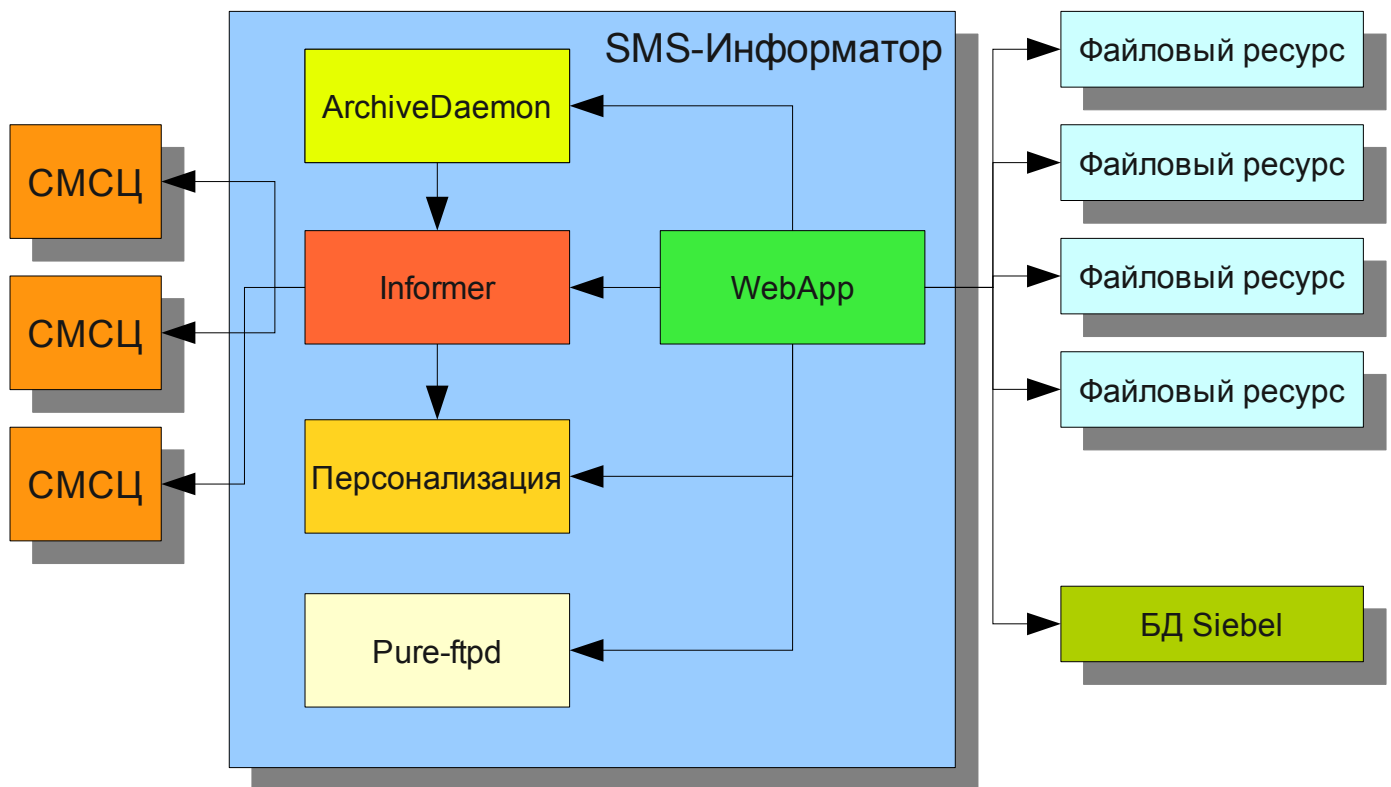 SMS-Информатор
ArchiveDaemon
Informer
WebApp
Персонализация
Pure-ftpd
СМСЦ
СМСЦ
СМСЦ
Файловый ресурс
Файловый ресурс
Файловый ресурс
Файловый ресурс
БД Siebel